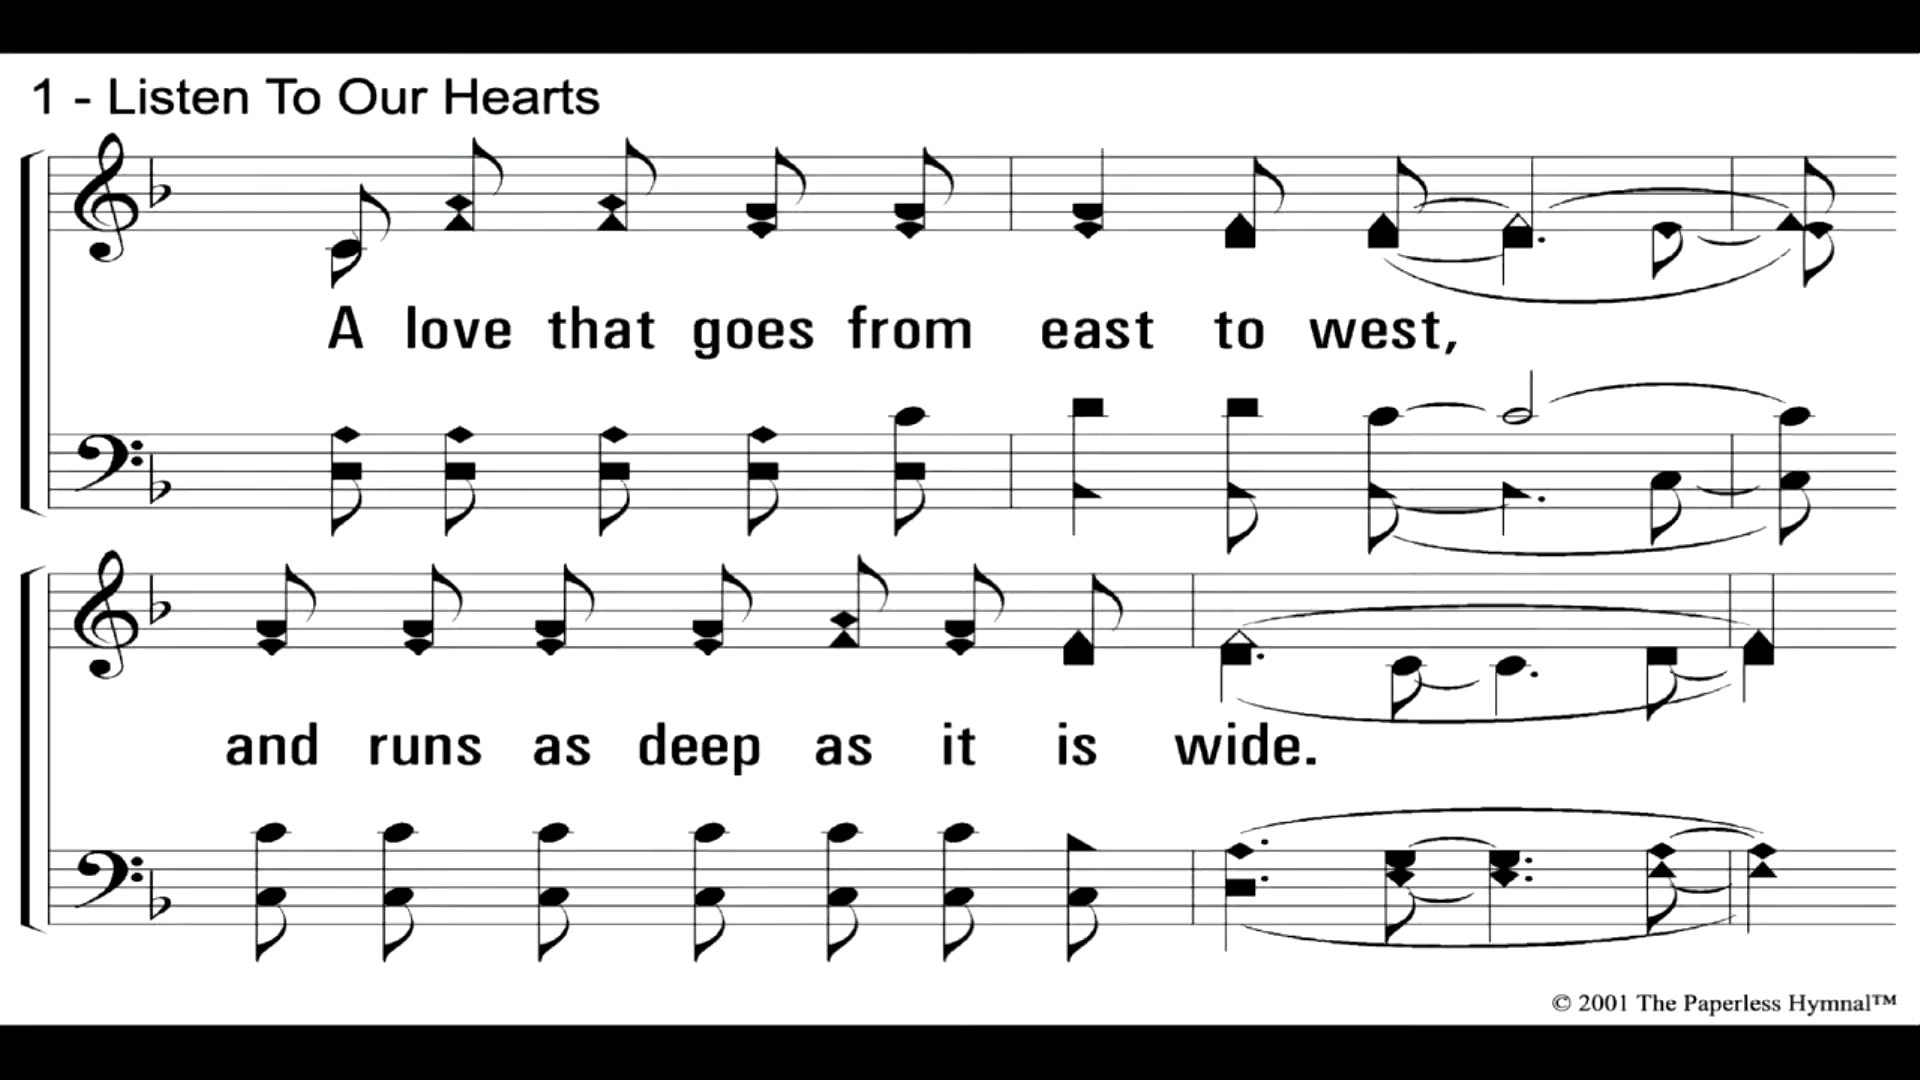 1 - Listen To Our Hearts
A love that goes from east to west,
and runs as deep as it is wide.
© 2001 The Paperless Hymnal™